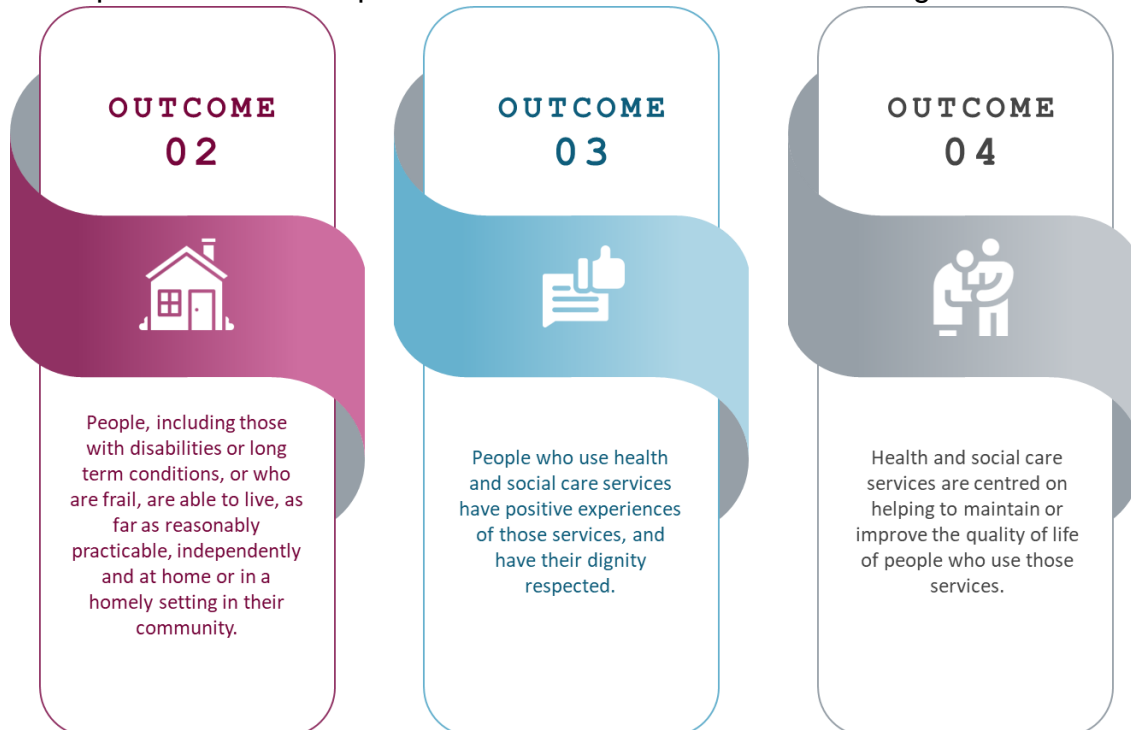 OUTCOME
02
People, including those
with disabilities or long
term conditions, or who
are frail, are able to live, as
far as reasonably
practicable, independently
and at home or in a
homely setting in their
community.
OUTCOME
03
People who use health
and social care services
have positive experiences
of those services, and
have their dignity
respected.
OUTCOME
04
Health and social care
services are centred on
helping to maintain or
improve the quality of life
of people who use those
services.